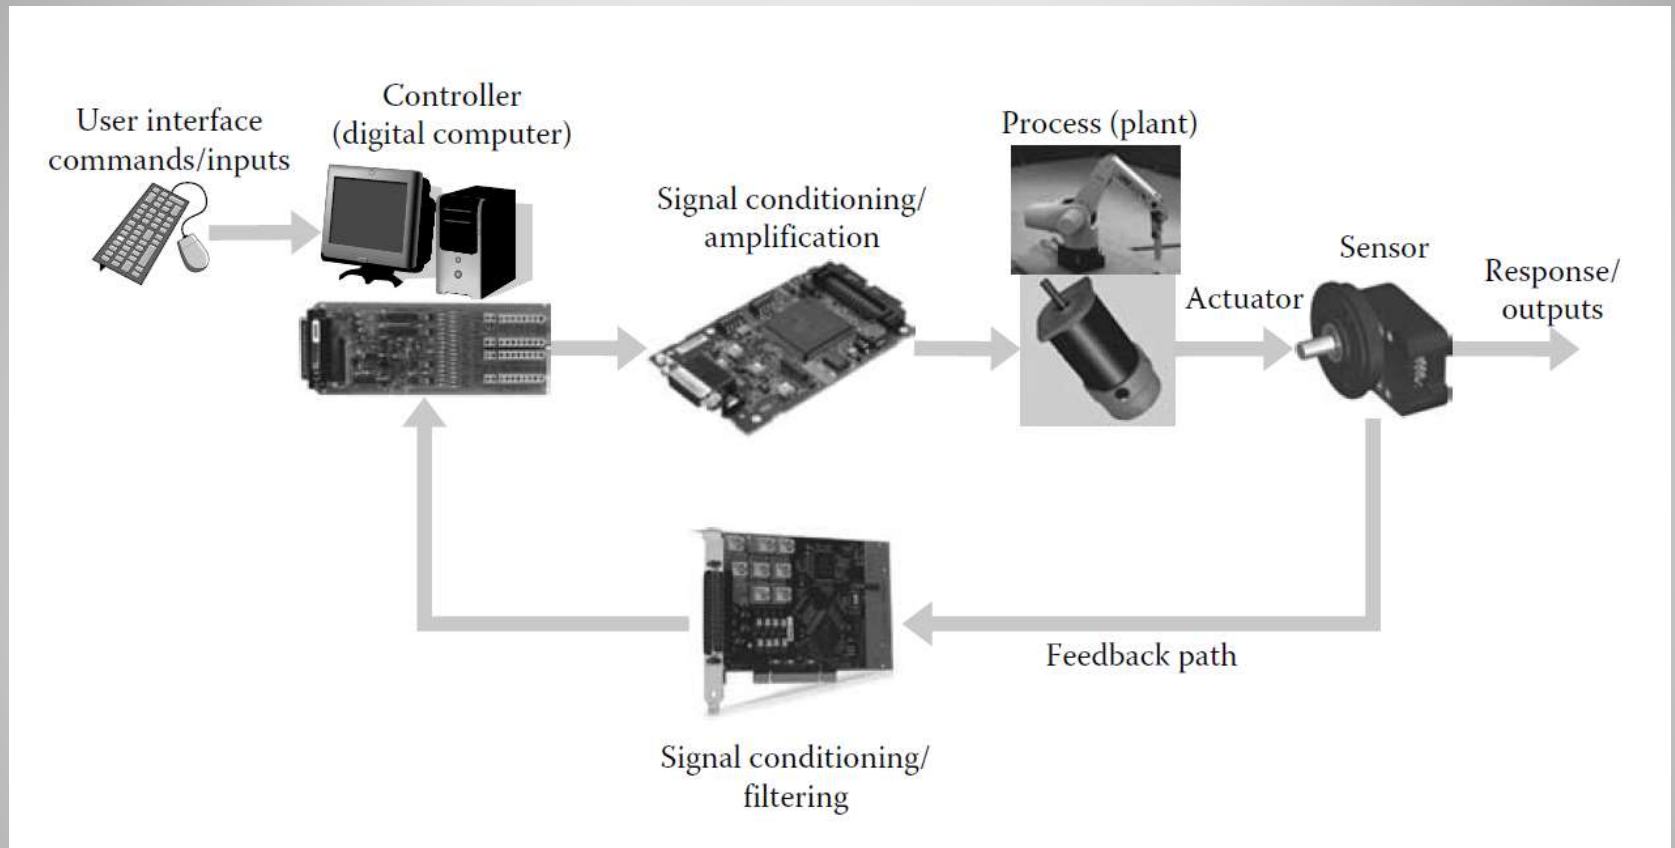 User interface
commands/inputs
Controller
(digital computer)
Signal conditioning/
amplification
Process (plant)
Actuator
Sensor
Response/
outputs
Feedback path
Signal conditioning/
filtering